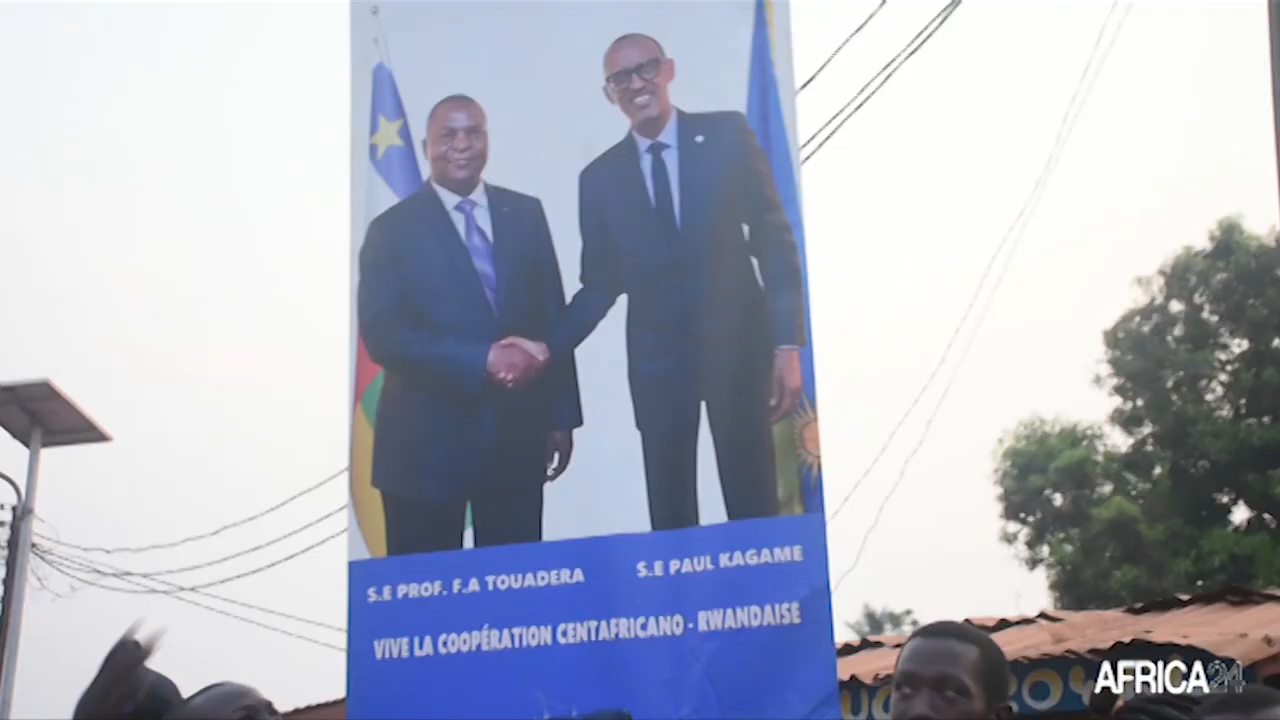 S.E PROF. F.A TOUADERA
S.E PAUL KAGAME
VIVE LA COOPÉRATION CENTAFRICANO - RWANDAISE
AFRICA24